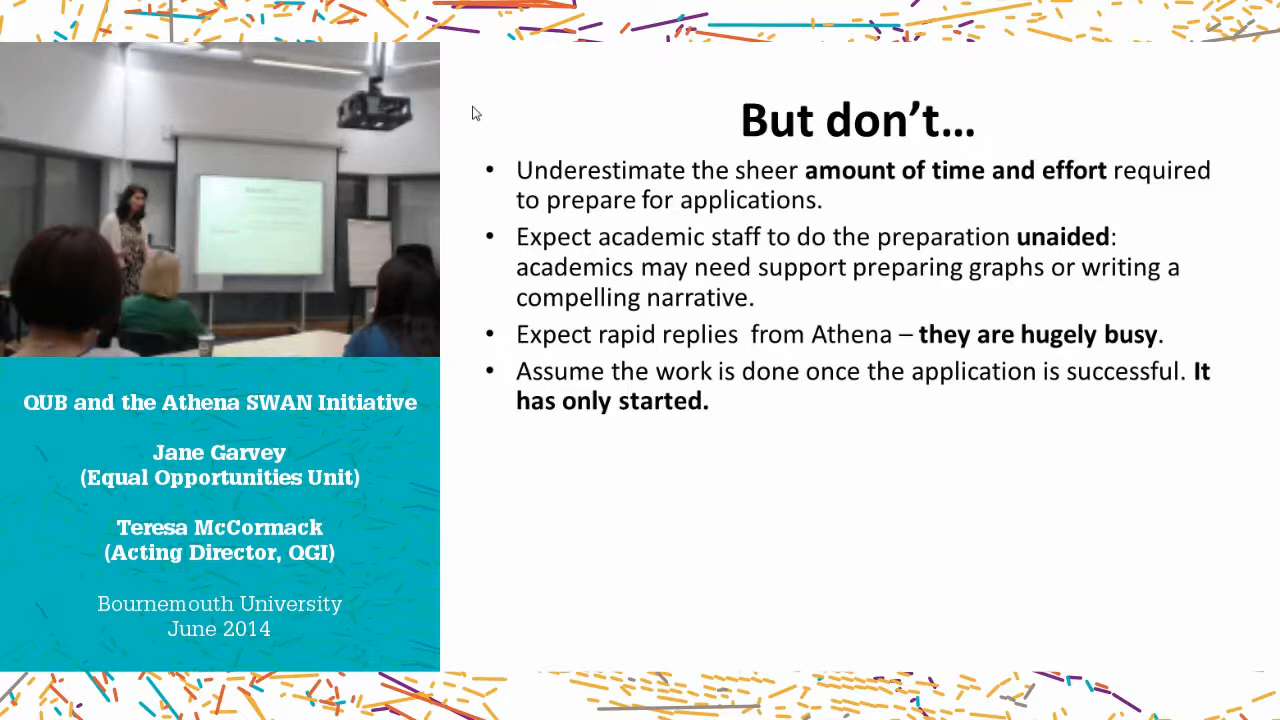 But don't...
• Underestimate the sheer amount of time and effort required
to prepare for applications.
• Expect academic staff to do the preparation unaided:
academics may need support preparing graphs or writing a
compelling narrative.
• Expect rapid replies  from Athena – they are hugely busy.
• Assume the work is done once the application is successful. It
has only started.
QUB and the Athena SWAN Initiative
Jane Garvey
(Equal Opportunities Unit)
Teresa McCormack
(Acting Director, QGI)
Bournemouth University
June 2014